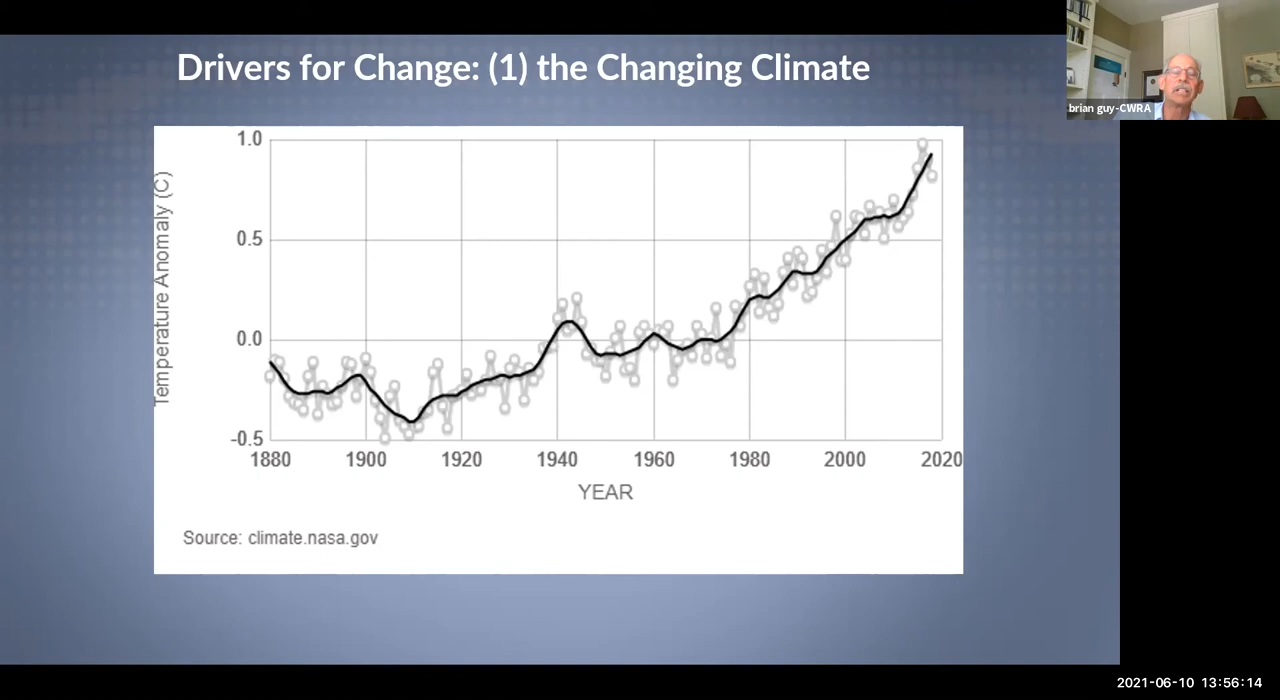 Drivers for Change: (1) the Changing Climate
brian guy-CWRA
Temperature Anomaly (C)
1.0
0.5
0.0
-0.5
1880 1900 1920 1940 1960 1980 2000 2020
YEAR
Source: climate.nasa.gov
2021-06-10 13:56:14